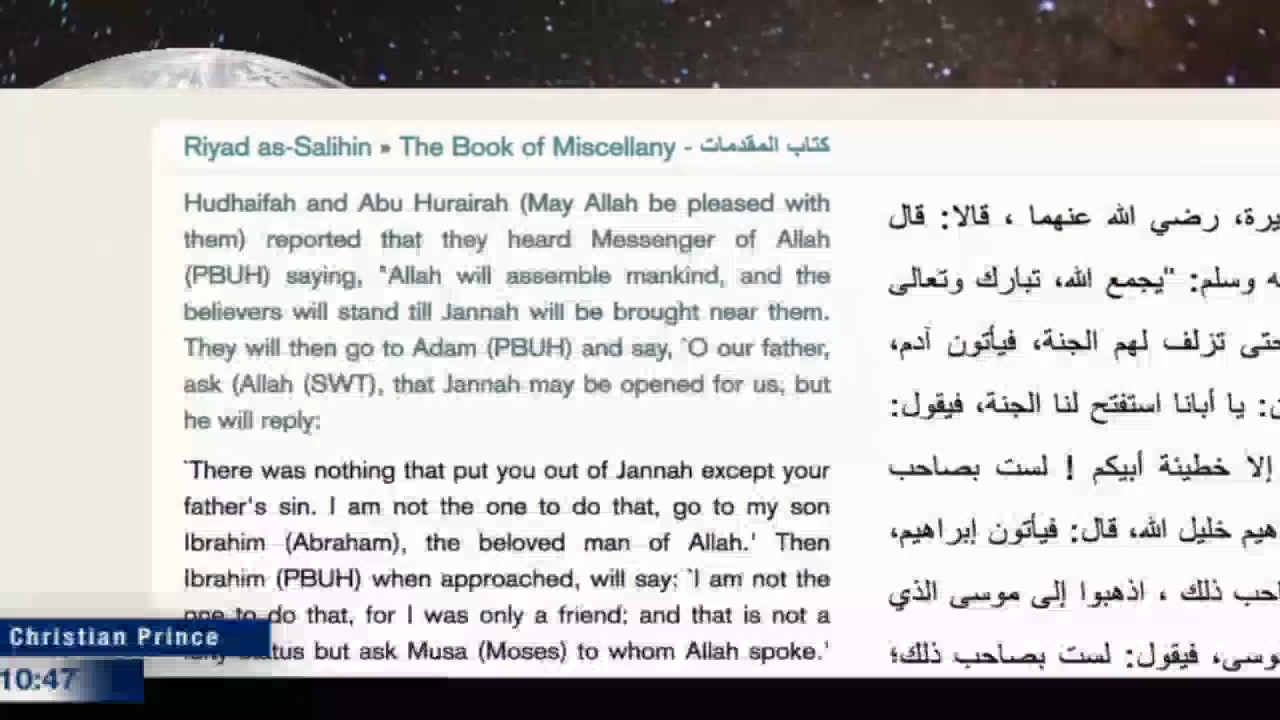 Riyad as-Salihin » The Book of Miscellany - كتاب المقدمات
Hudhaifah and Abu Hurairah (May Allah be pleased with
them) reported that they heard Messenger of Allah
(PBUH) saying, "Allah will assemble mankind, and the
believers will stand till Jannah will be brought near them.
They will then go to Adam (PBUH) and say, `O our father,
ask (Allah (SWT), that Jannah may be opened for us, but
he will reply:
`There was nothing that put you out of Jannah except your
father's sin. I am not the one to do that, go to my son
Ibrahim (Abraham), the beloved man of Allah.' Then
Ibrahim (PBUH) when approached, will say: `I am not the
one to do that, for I was only a friend; and that is not a
status but ask Musa (Moses) to whom Allah spoke.'
يرة، رضي الله عنهما ، قالا: قال
ه وسلم: "يجمع الله، تبارك وتعالى
حتى تزلف لهم الجنة، فيأتون آدم،
ن: يا أبانا استفتح لنا الجنة، فيقول:
إلا خطيئة أبيكم ! لست بصاحب
هيم خليل الله، قال: فيأتون إبراهيم،
احب ذلك ، اذهبوا إلى موسى الذي
وسى، فيقول: لست بصاحب ذلك؛
Christian Prince
10:47